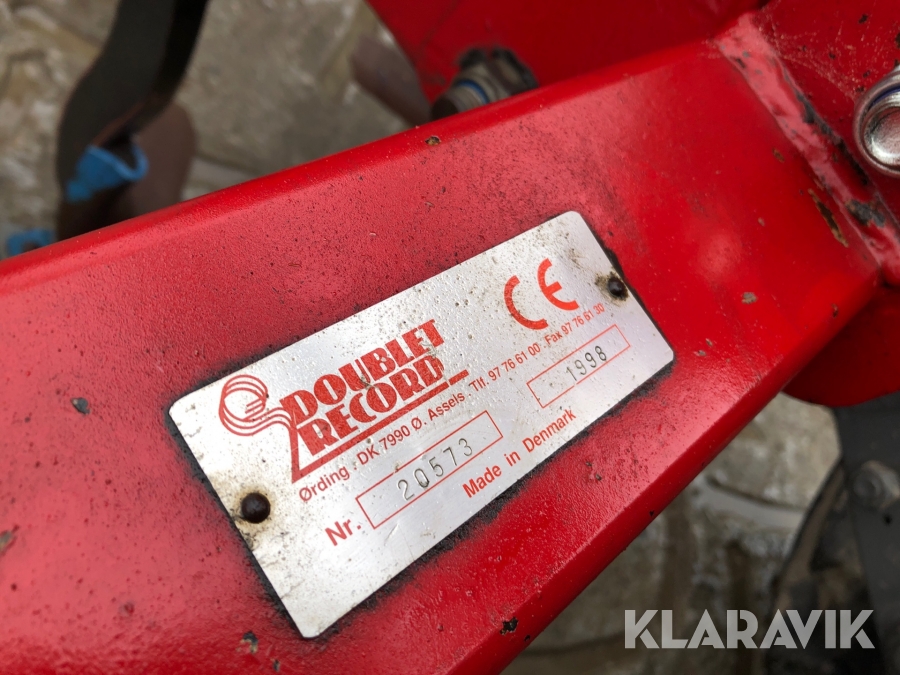 DOUBLET
RECORD
CE
Ørding . DK 7990 Ø. Assels . Tlf. 97 76 61 00 . Fax 97 76 61 30
Nr. 20573 1998
Made in Denmark
KLARAVIK